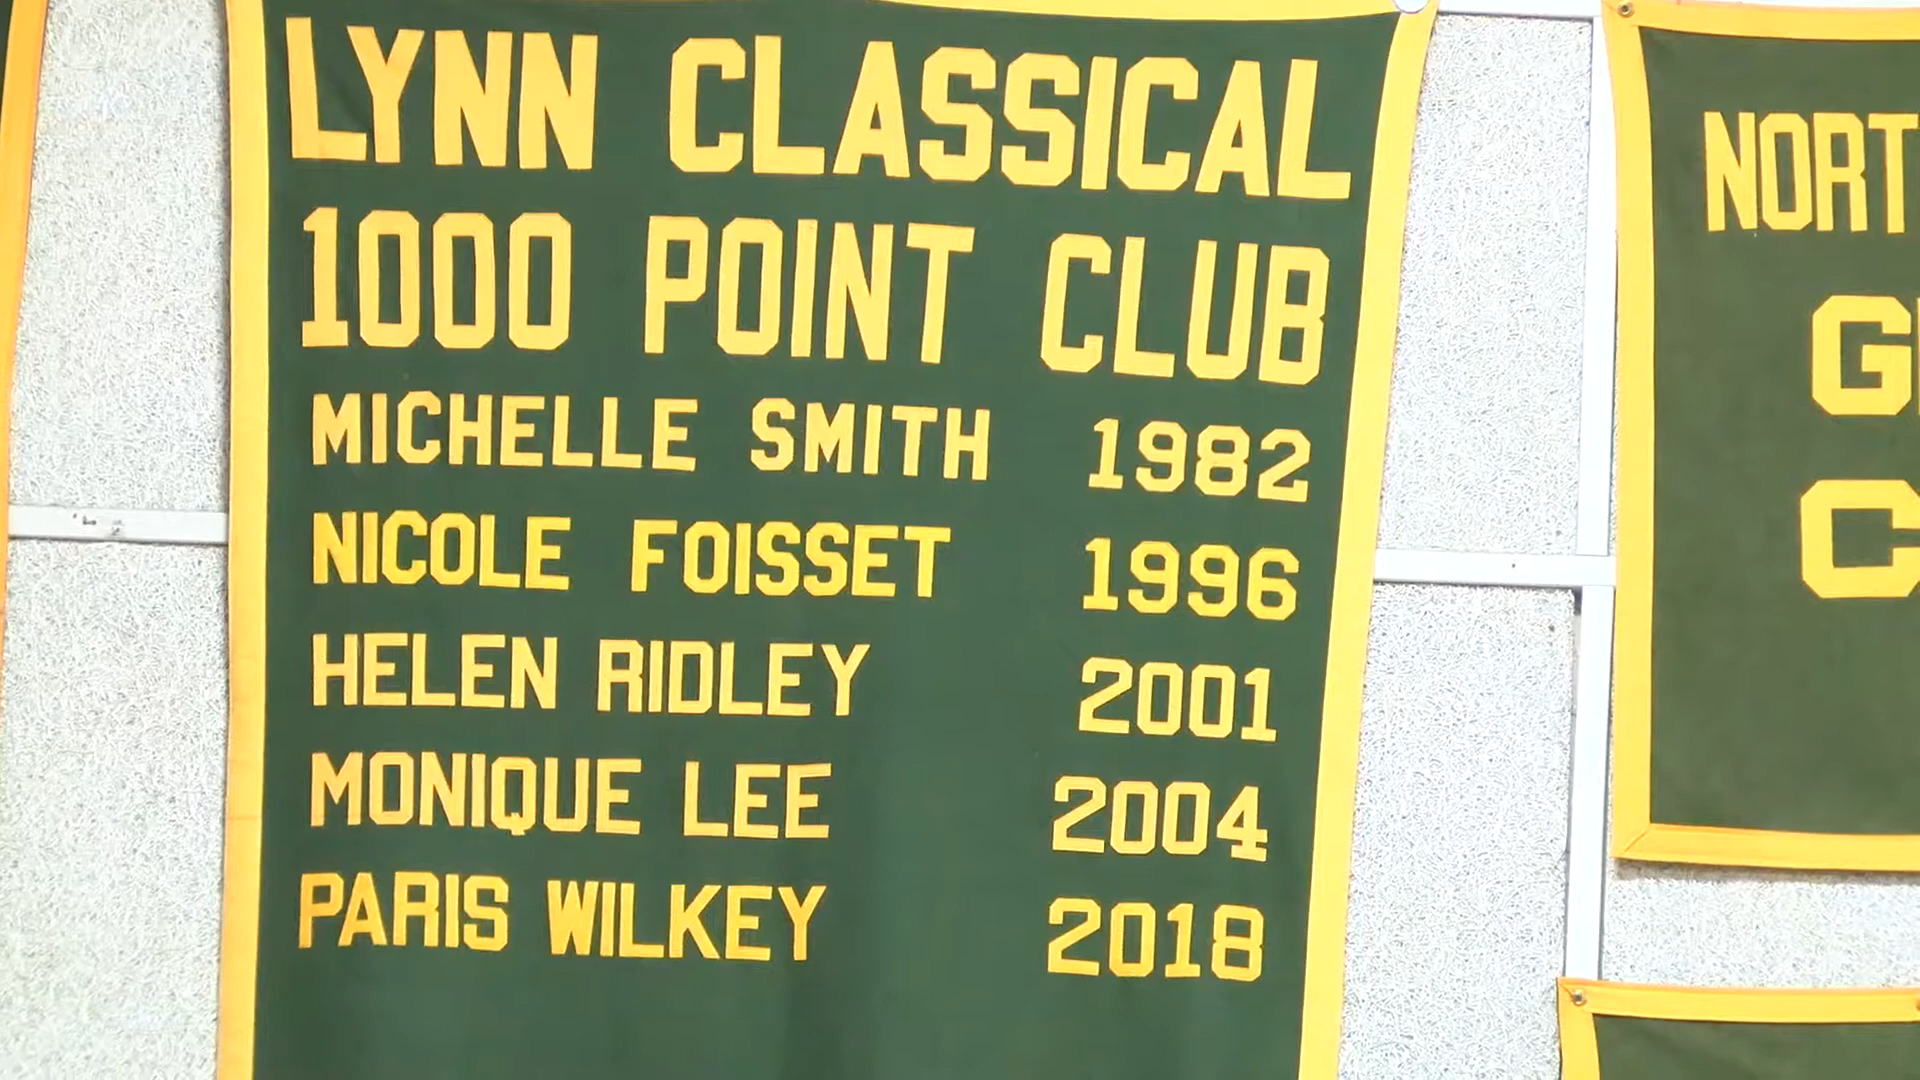 LYNN CLASSICAL
1000 POINT CLUB
MICHELLE SMITH 1982
NICOLE FOISSET 1996
HELEN RIDLEY 2001
MONIQUE LEE 2004
PARIS WILKEY 2018
NORT
G
C